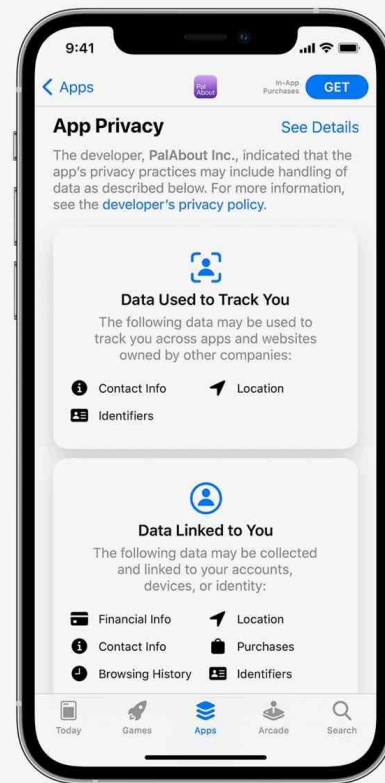 9:41
Apps
Pal
About
In-App
Purchases
GET
App Privacy
See Details
The developer, PalAbout Inc., indicated that the
app's privacy practices may include handling of
data as described below. For more information,
see the developer's privacy policy.
Data Used to Track You
The following data may be used to
track you across apps and websites
owned by other companies:
Contact Info
Location
Identifiers
Data Linked to You
The following data may be collected
and linked to your accounts,
devices, or identity:
Financial Info
Location
Contact Info
Purchases
Browsing History
Identifiers
Today
Games
Apps
Arcade
Search